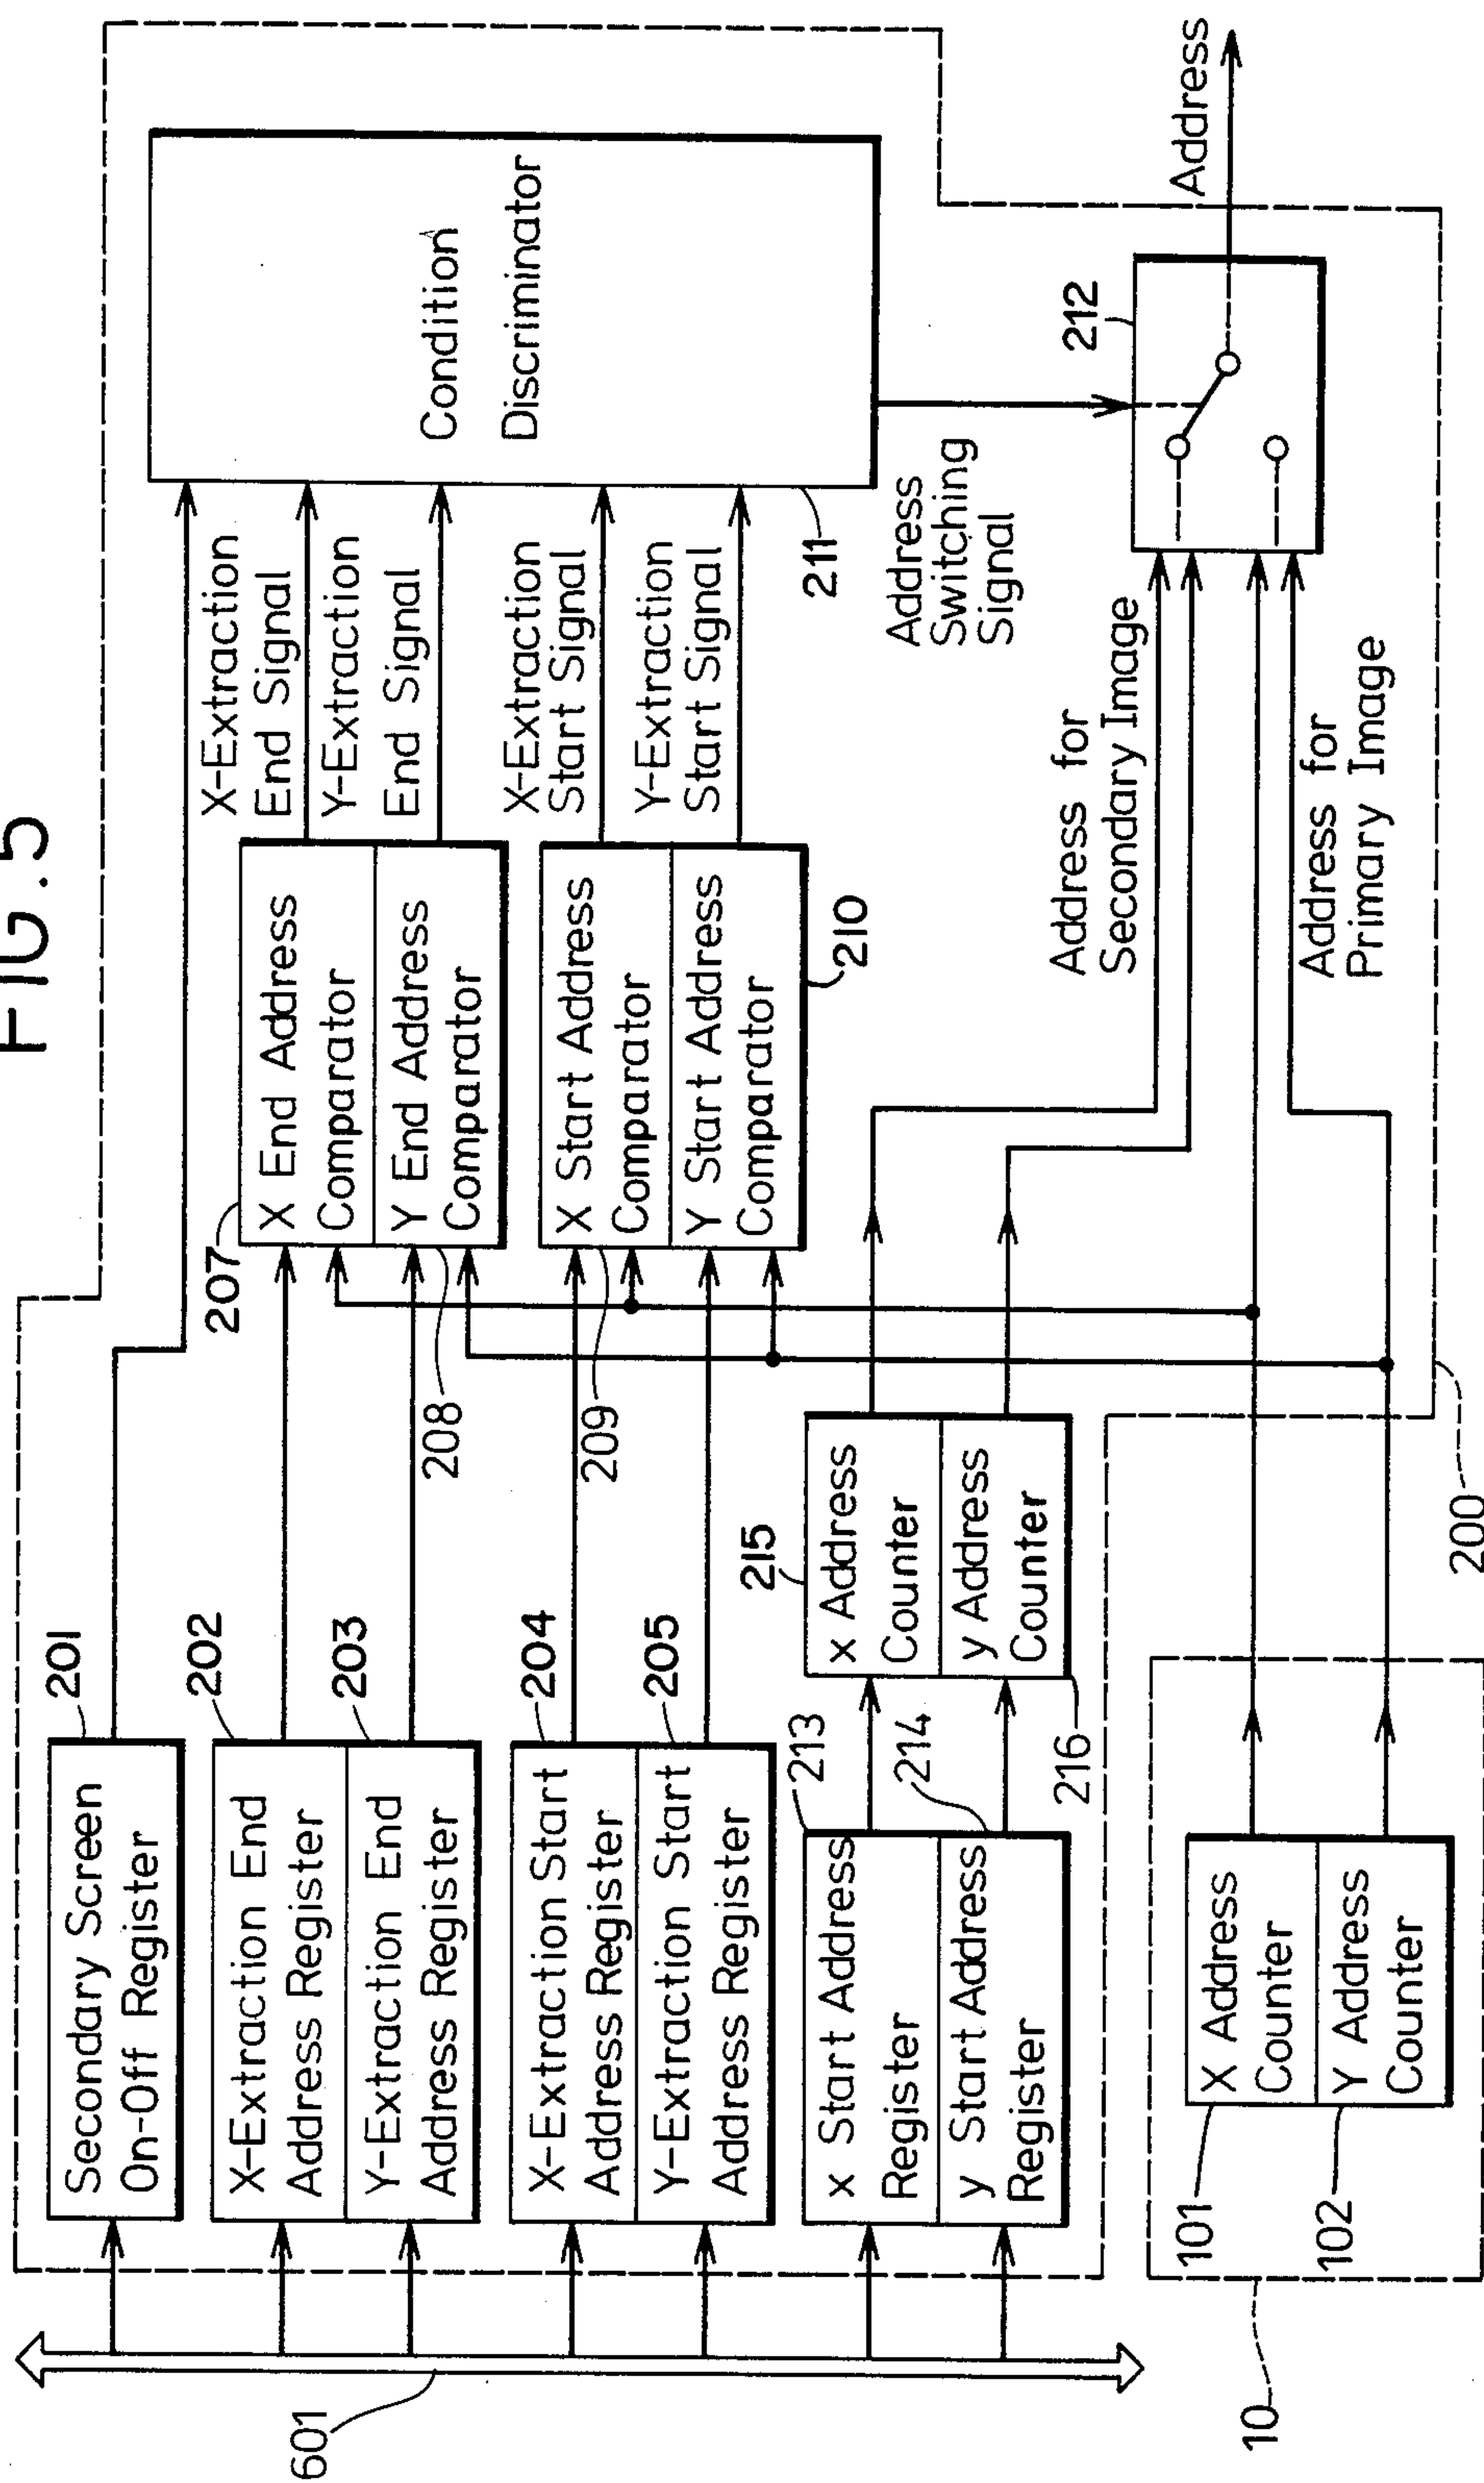 FIG.5
201
Secondary Screen
On-Off Register
202
X-Extraction End
Address Register
203
Y-Extraction End
Address Register
204
X-Extraction Start
Address Register
205
Y-Extraction Start
Address Register
213
x Start Address
Register
214
y Start Address
Register
215
x Address
Counter
y Address
Counter
216
207
X End Address
Comparator
208
Y End Address
Comparator
209
X Start Address
Comparator
Y Start Address
Comparator
210
X-Extraction
End Signal
Y-Extraction
End Signal
X-Extraction
Start Signal
Y-Extraction
Start Signal
Condition
Discriminator
211
Address
Switching
Signal
212
Address
Address for
Secondary Image
Address for
Primary Image
101
X Address
Counter
102
Y Address
Counter
10
200
601